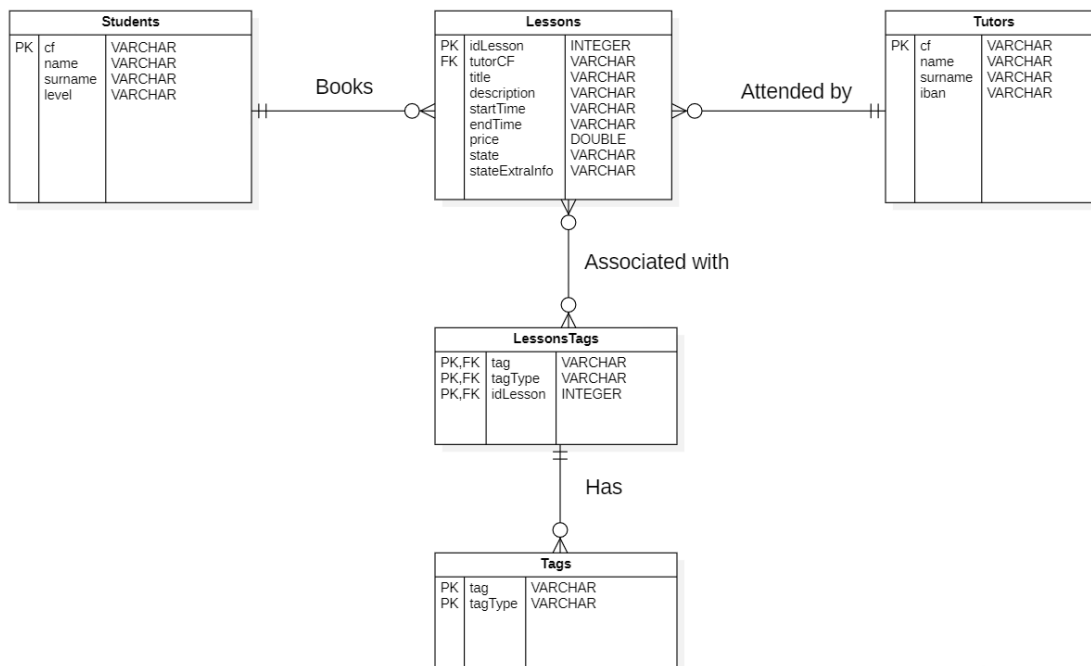 Students
PK cf VARCHAR
name VARCHAR
surname VARCHAR
level VARCHAR
Books
Lessons
PK idLesson INTEGER
FK tutorCF VARCHAR
title VARCHAR
description VARCHAR
startTime VARCHAR
endTime VARCHAR
price DOUBLE
state VARCHAR
stateExtraInfo VARCHAR
Attended by
Tutors
PK cf VARCHAR
name VARCHAR
surname VARCHAR
iban VARCHAR
Associated with
LessonsTags
PK,FK tag VARCHAR
PK,FK tagType VARCHAR
PK,FK idLesson INTEGER
Has
Tags
PK tag VARCHAR
PK tagType VARCHAR